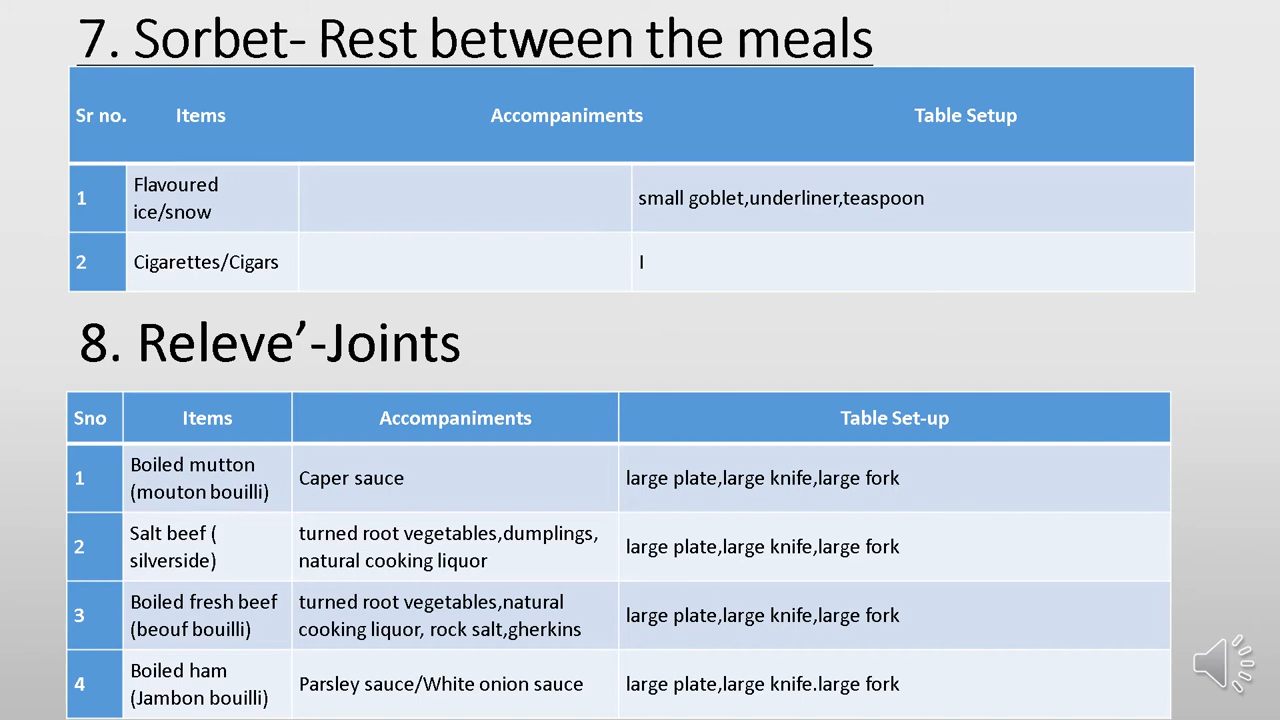 7. Sorbet- Rest between the meals
Sr no. Items Accompaniments Table Setup
1 Flavoured ice/snow small goblet,underliner,teaspoon
2 Cigarettes/Cigars I
8. Releve’-Joints
Sno Items Accompaniments Table Set-up
1 Boiled mutton (mouton bouilli) Caper sauce large plate,large knife,large fork
2 Salt beef ( silverside) turned root vegetables,dumplings, natural cooking liquor large plate,large knife,large fork
3 Boiled fresh beef (beouf bouilli) turned root vegetables,natural cooking liquor, rock salt,gherkins large plate,large knife,large fork
4 Boiled ham (Jambon bouilli) Parsley sauce/White onion sauce large plate,large knife.large fork